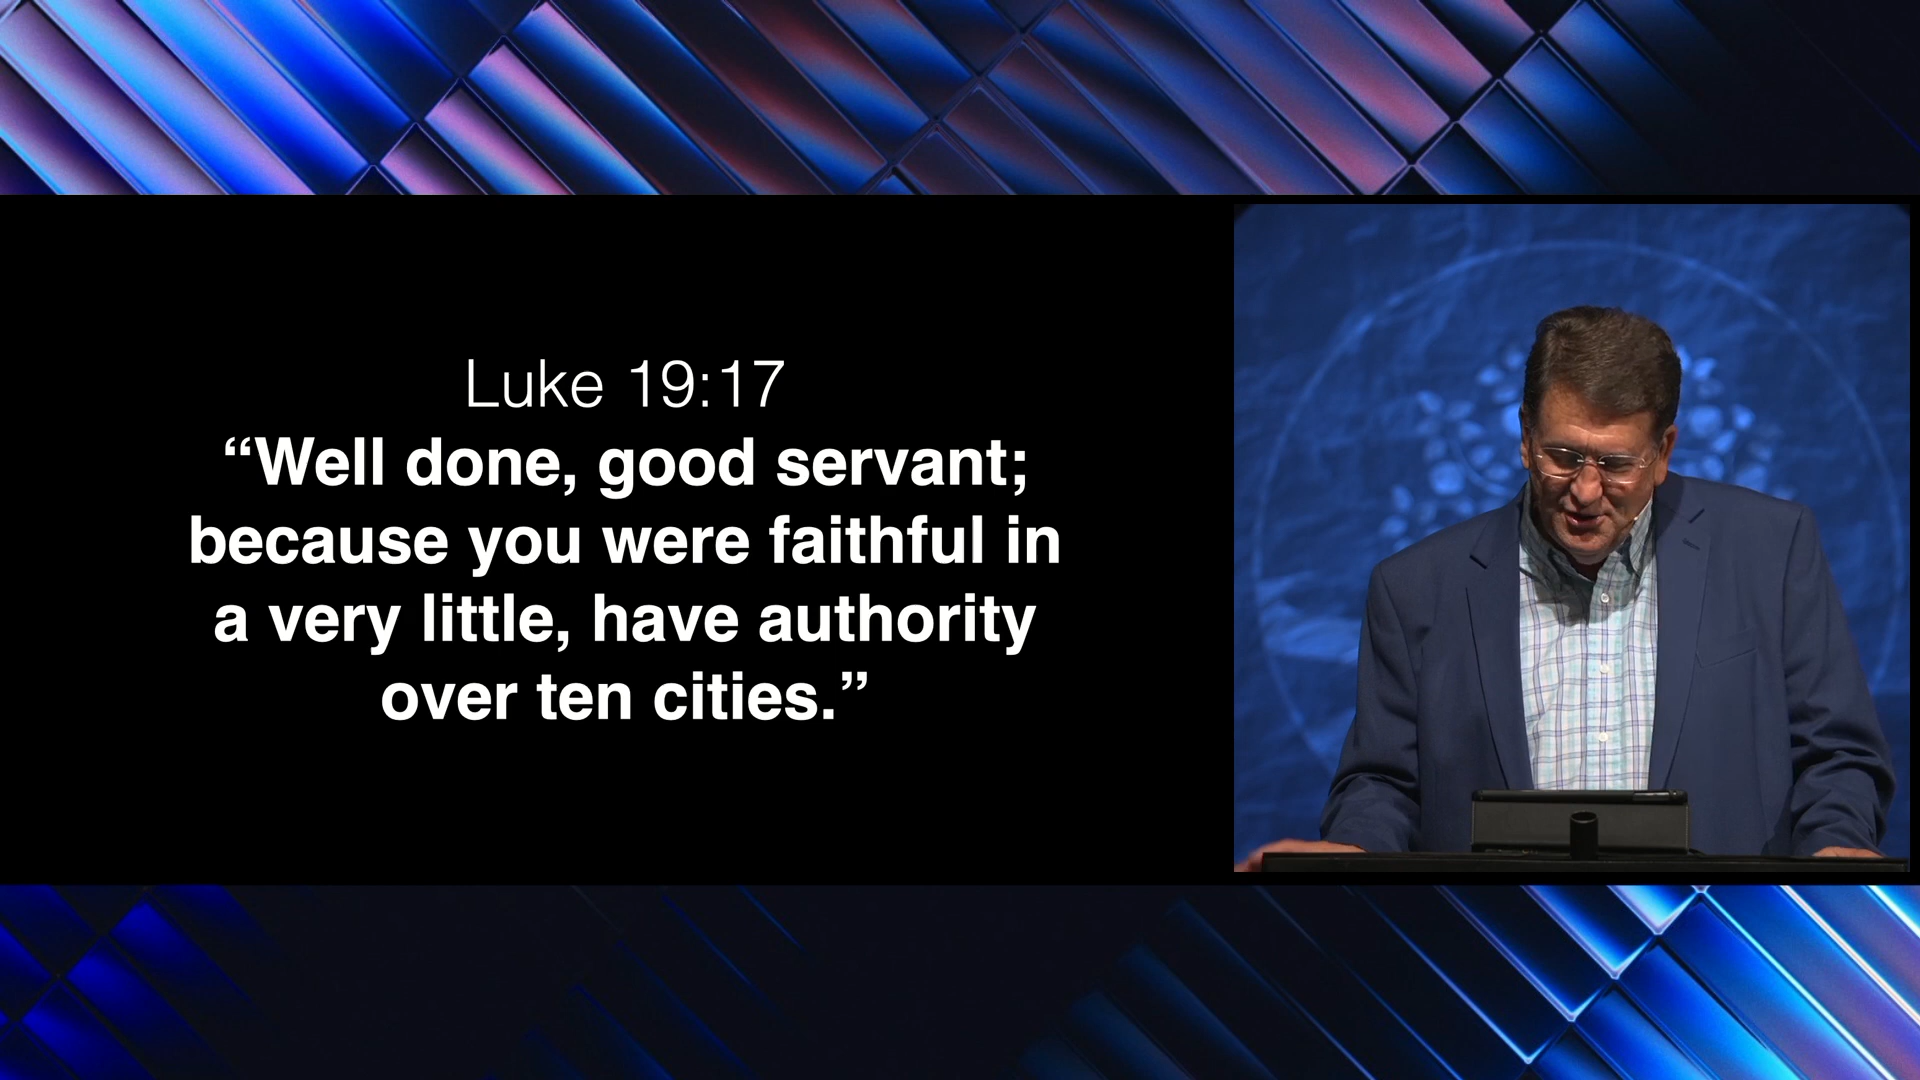 Luke 19:17
“Well done, good servant;
because you were faithful in
a very little, have authority
over ten cities.”